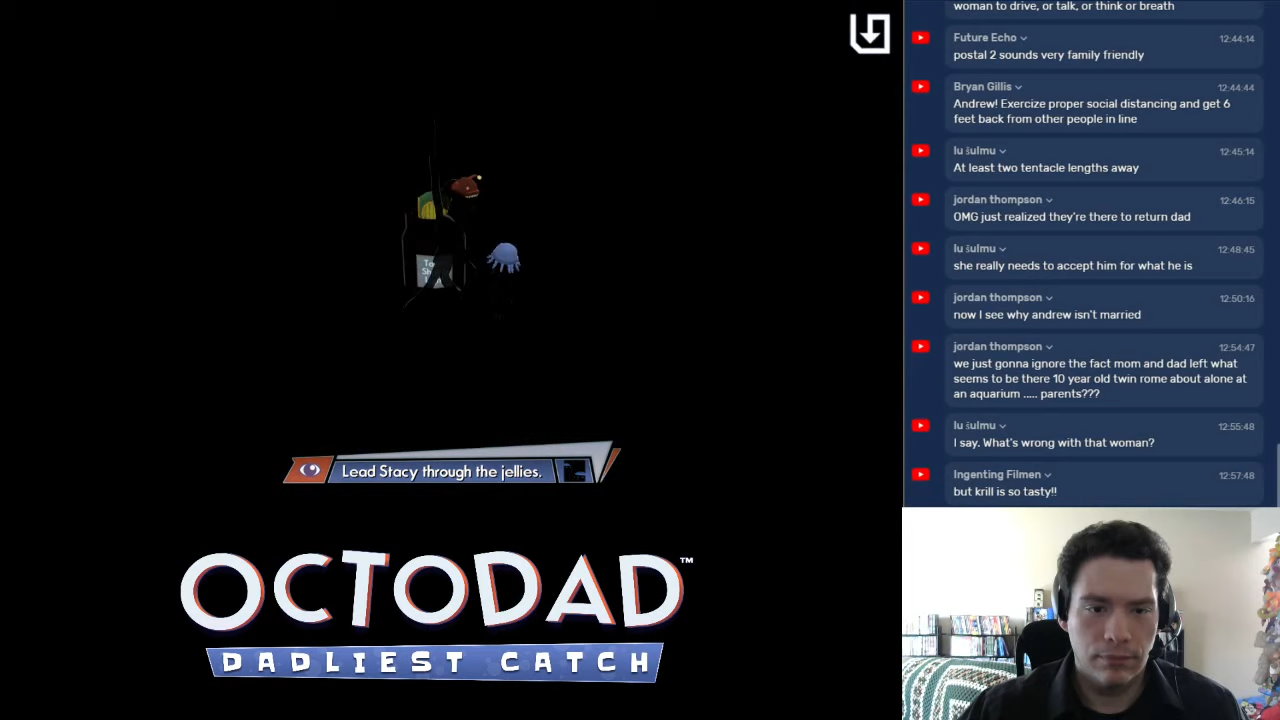 woman to drive, or talk, or think or breath
Future Echo
12:44:14
postal 2 sounds very family friendly
Bryan Gillis
12:44:44
Andrew! Exercize proper social distancing and get 6
feet back from other people in line
lu šulmu
12:45:14
At least two tentacle lengths away
jordan thompson
12:46:15
OMG just realized they're there to return dad
lu šulmu
12:48:45
she really needs to accept him for what he is
jordan thompson
12:50:16
now I see why andrew isn't married
jordan thompson
12:54:47
we just gonna ignore the fact mom and dad left what
seems to be there 10 year old twin rome about alone at
an aquarium ..... parents???
lu šulmu
12:55:48
I say. What's wrong with that woman?
Ingenting Filmen
12:57:48
but krill is so tasty!!
Lead Stacy through the jellies.
OCTODAD™
DADLIEST CATCH